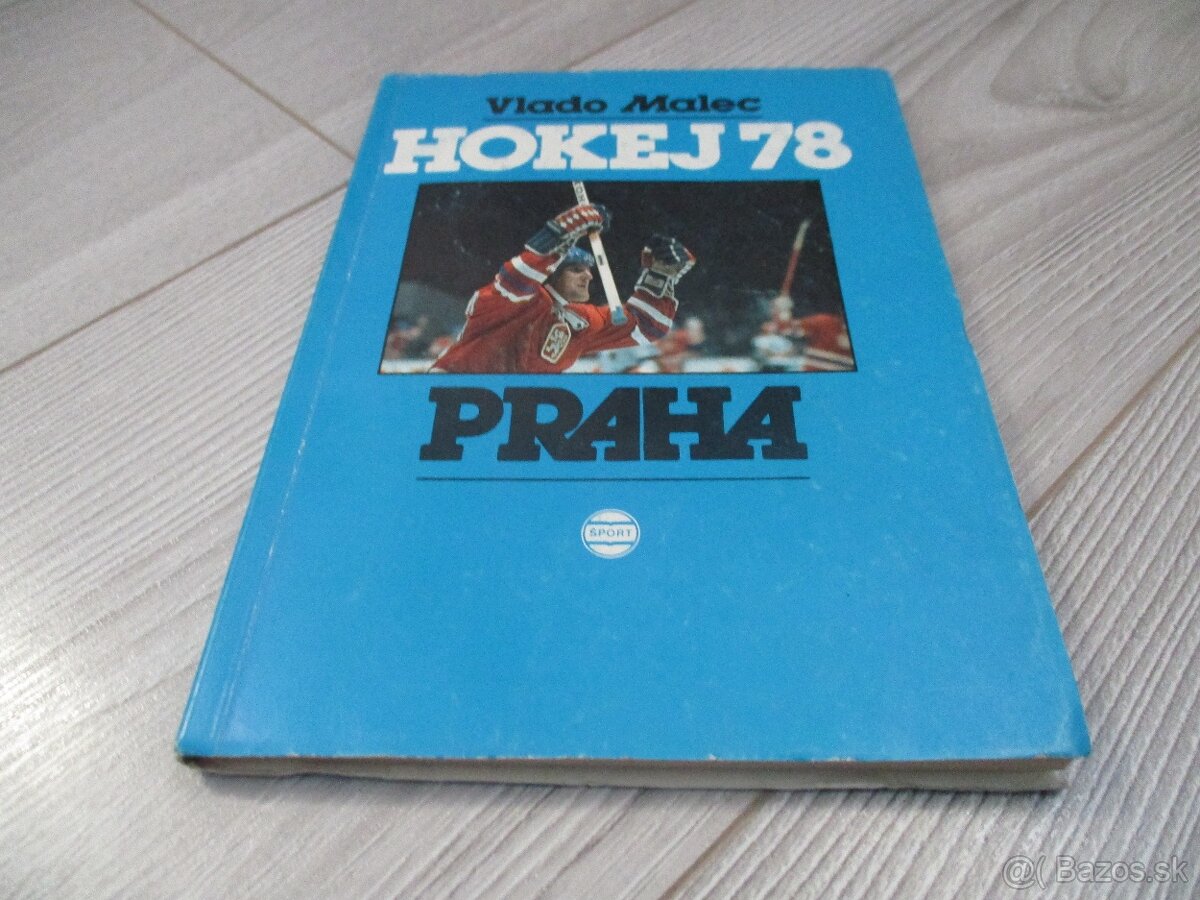 Vlado Malec
HOKEJ 78
PRAHA
ŠPORT
@( Bazos.sk